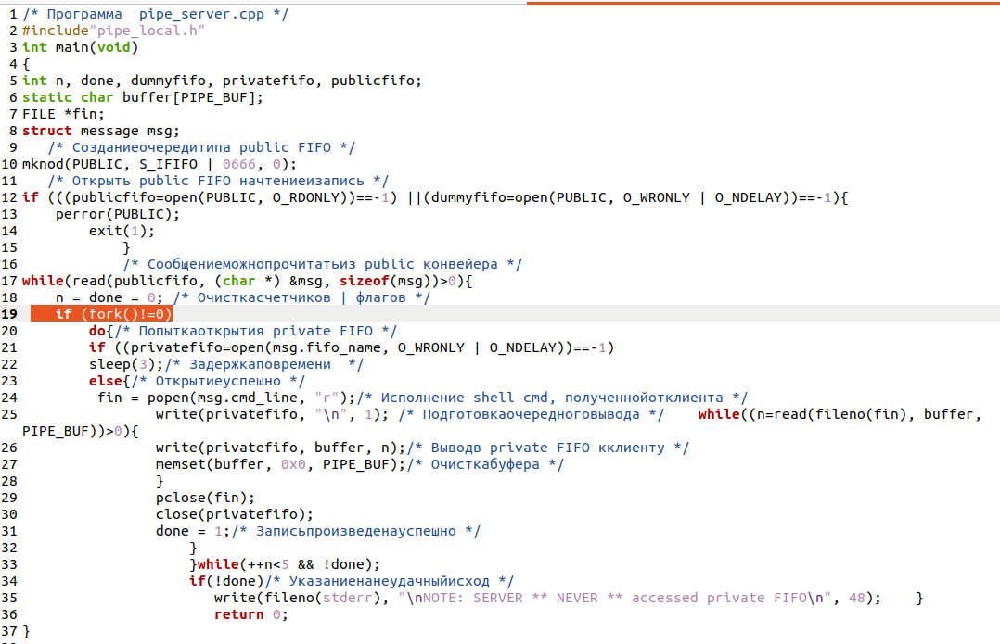 1 /* Программа  pipe_server.cpp */
2 #include"pipe_local.h"
3 int main(void)
4 {
5 int n, done, dummyfifo, privatefifo, publicfifo;
6 static char buffer[PIPE_BUF];
7 FILE *fin;
8 struct message msg;
9    /* Созданиеочередитипа public FIFO */
10 mknod(PUBLIC, S_IFIFO | 0666, 0);
11    /* Открыть public FIFO начтениеизапись */
12 if (((publicfifo=open(PUBLIC, O_RDONLY))==-1) ||(dummyfifo=open(PUBLIC, O_WRONLY | O_NDELAY))==-1){
13     perror(PUBLIC);
14         exit(1);
15             }
16             /* Сообщениеможнопрочитатьиз public конвейера */
17 while(read(publicfifo, (char *) &msg, sizeof(msg))>0){
18     n = done = 0; /* Очисткасчетчиков | флагов */
19     if (fork()!=0)
20         do{/* Попыткаоткрытия private FIFO */
21         if ((privatefifo=open(msg.fifo_name, O_WRONLY | O_NDELAY))==-1)
22         sleep(3);/* Задержкаповремени  */
23         else{/* Открытиеуспешно */
24          fin = popen(msg.cmd_line, "r");/* Исполнение shell cmd, полученнойотклиента */
25                 write(privatefifo, "\n", 1); /* Подготовкаочередноговывода */    while((n=read(fileno(fin), buffer,
PIPE_BUF))>0){
26                 write(privatefifo, buffer, n);/* Выводв private FIFO кклиенту */
27                 memset(buffer, 0x0, PIPE_BUF);/* Очисткабуфера */
28                 }
29                 pclose(fin);
30                 close(privatefifo);
31                 done = 1;/* Записьпроизведенауспешно */
32                     }
33                     }while(++n<5 && !done);
34                     if(!done)/* Указаниенанеудачныйисход */
35                        write(fileno(stderr), "\nNOTE: SERVER ** NEVER ** accessed private FIFO\n", 48);    }
36                        return 0;
37 }